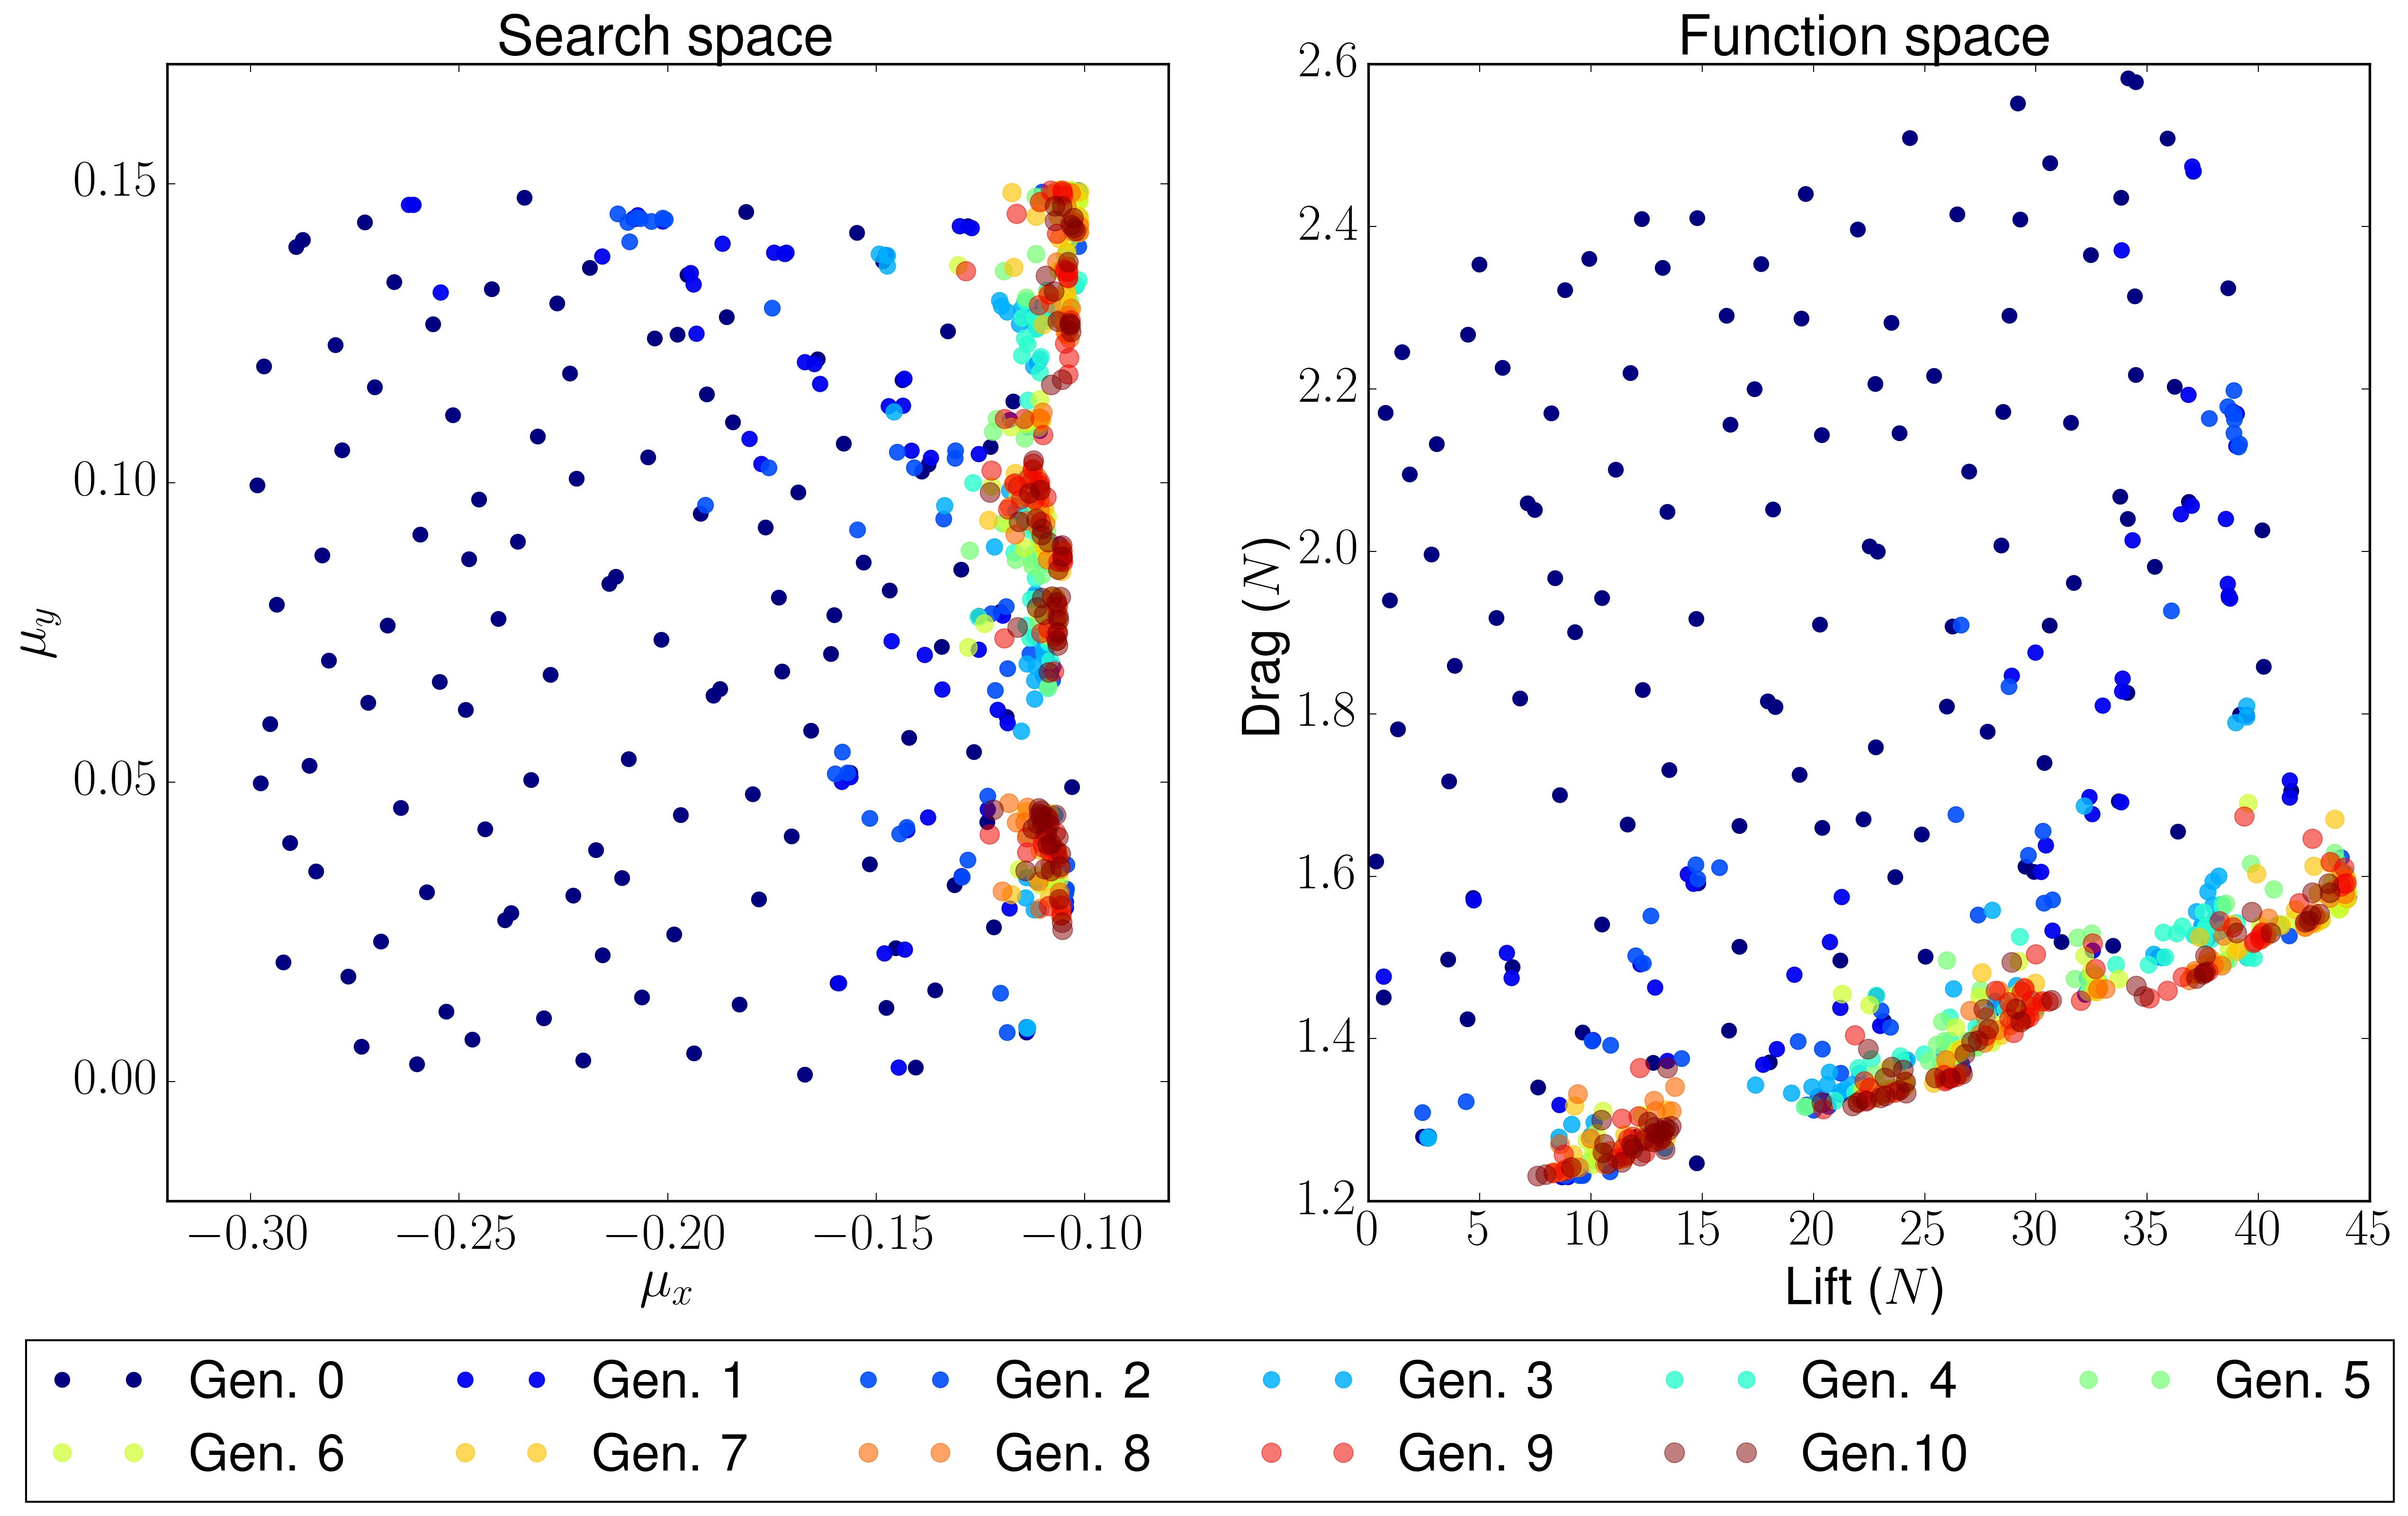 Search space
Function space
0.15
0.10
0.05
0.00
μy
−0.30 −0.25 −0.20 −0.15 −0.10
μx
2.6
2.4
2.2
2.0
1.8
1.6
1.4
1.2
Drag (N)
0 5 10 15 20 25 30 35 40 45
Lift (N)
Gen. 0 Gen. 1 Gen. 2 Gen. 3 Gen. 4 Gen. 5
Gen. 6 Gen. 7 Gen. 8 Gen. 9 Gen.10